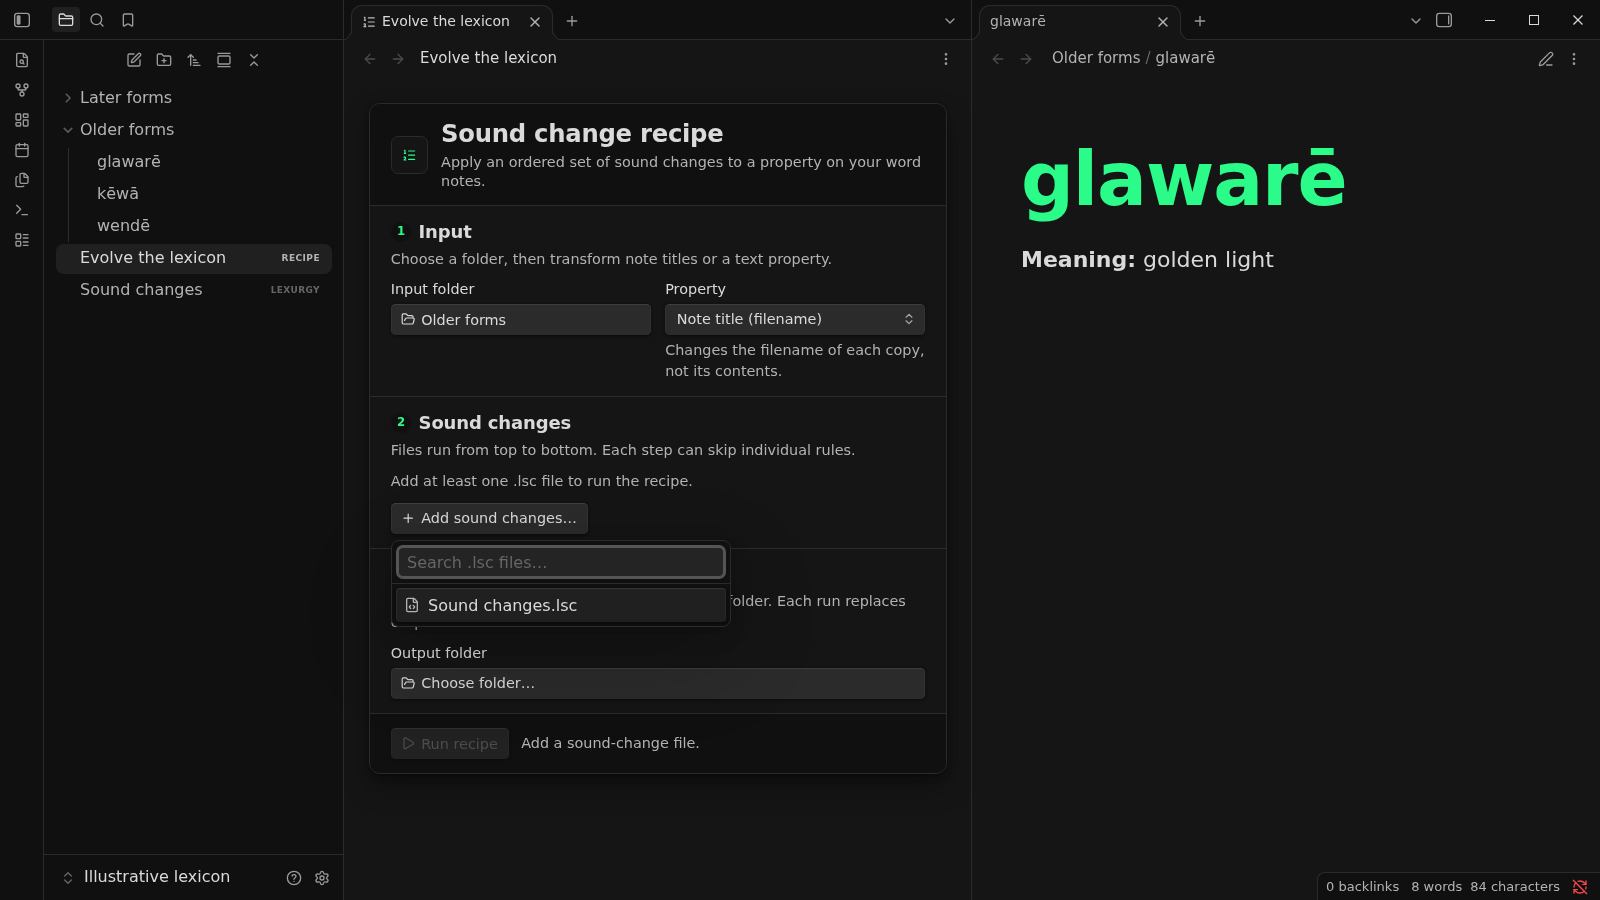 Evolve the lexicon
glawarē
Evolve the lexicon
Older forms / glawarē
Later forms
Older forms
glawarē
kēwā
wendē
Evolve the lexicon RECIPE
Sound changes LEXURGY
Illustrative lexicon
Sound change recipe
Apply an ordered set of sound changes to a property on your word
notes.
1 Input
Choose a folder, then transform note titles or a text property.
Input folder
Property
Older forms
Note title (filename)
Changes the filename of each copy,
not its contents.
2 Sound changes
Files run from top to bottom. Each step can skip individual rules.
Add at least one .lsc file to run the recipe.
Add sound changes…
Search .lsc files…
Sound changes.lsc
folder. Each run replaces
Output folder
Choose folder…
Run recipe
Add a sound-change file.
glawarē
Meaning: golden light
0 backlinks 8 words 84 characters